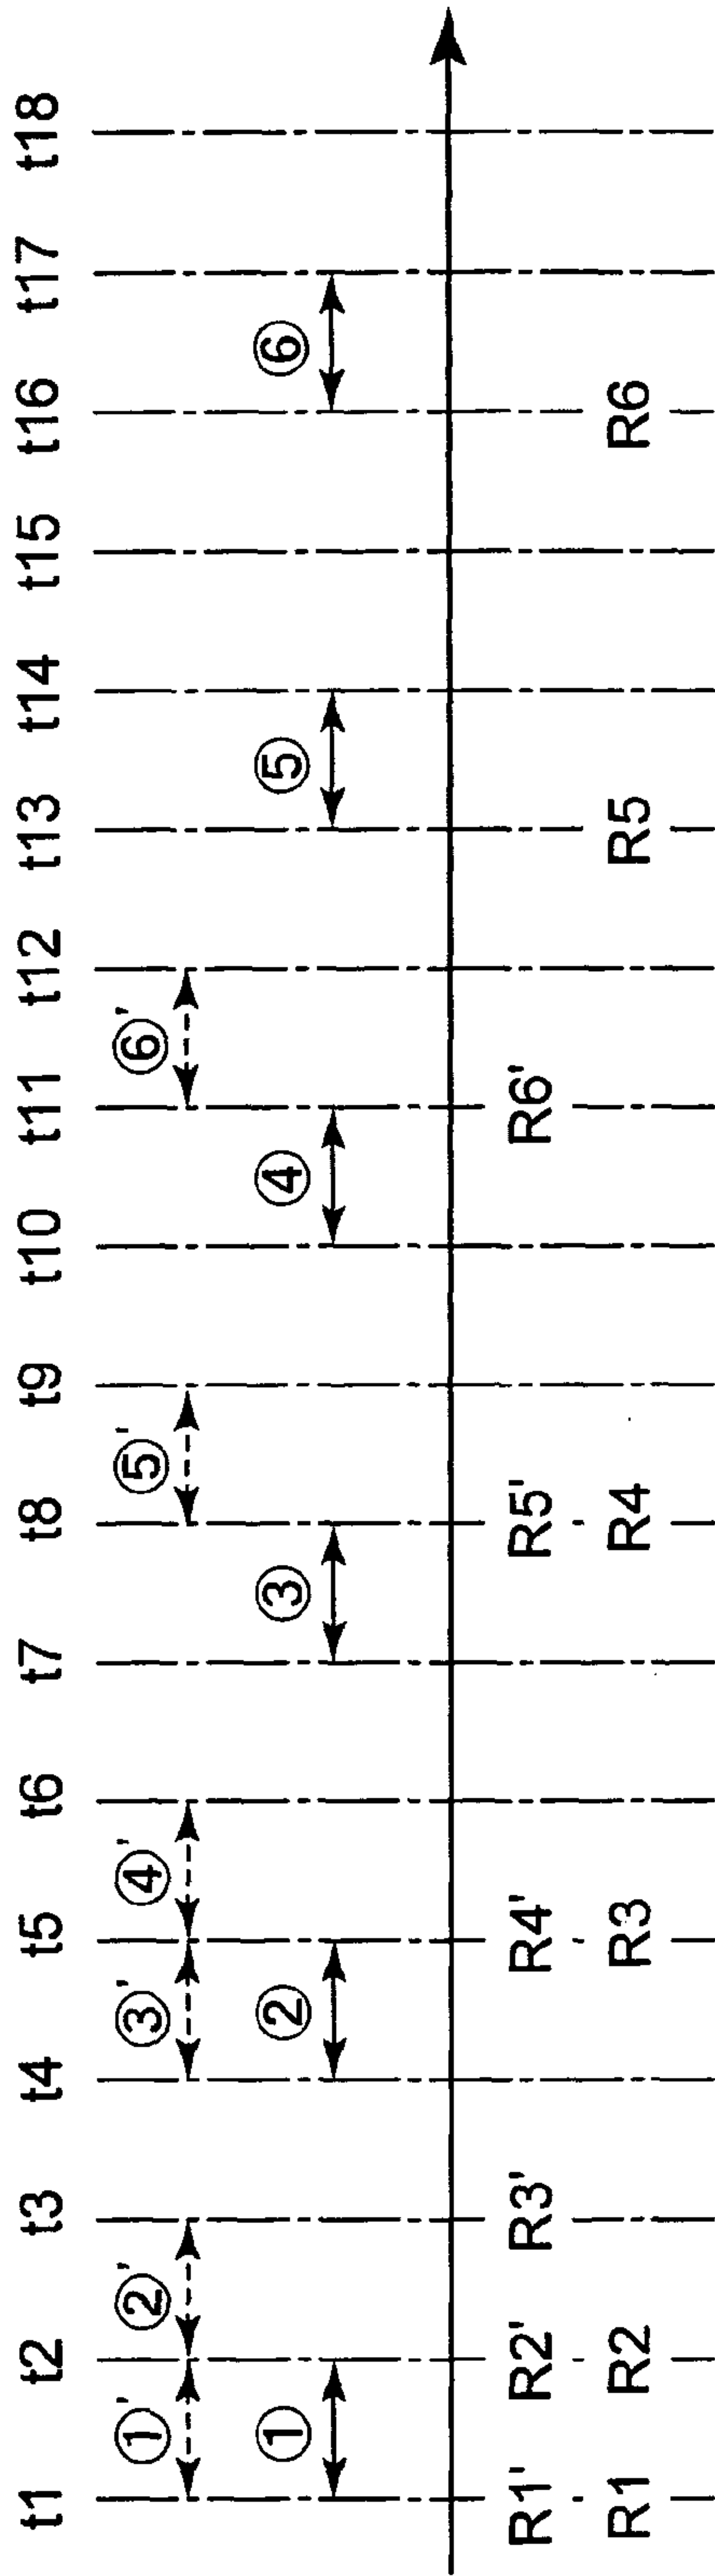 t1 t2 t3 t4 t5 t6 t7 t8 t9 t10 t11 t12 t13 t14 t15 t16 t17 t18
①' ②' ③' ④' ⑤' ⑥'
① ② ③ ④ ⑤ ⑥
R1' R2' R3' R4' R5' R6'
R1 R2 R3 R4 R5 R6